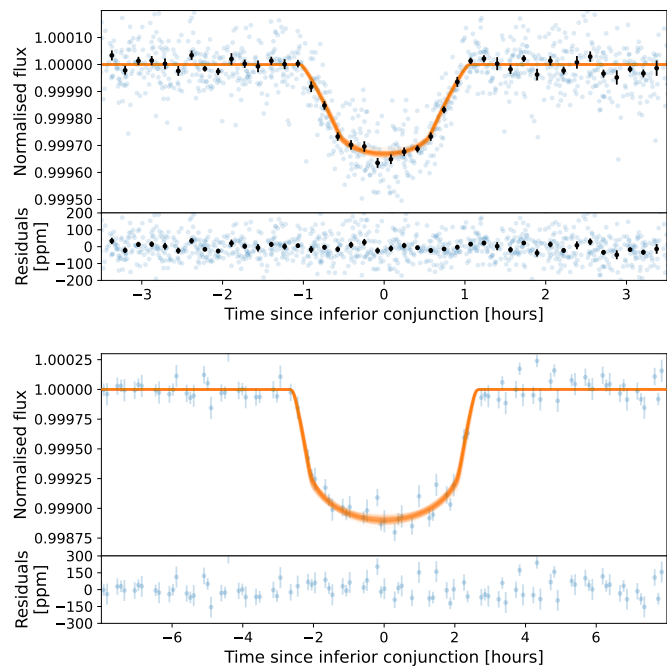 1.00010
1.00000
0.99990
0.99980
0.99970
0.99960
0.99950
Normalised flux
200
100
0
−100
−200
Residuals
[ppm]
−3 −2 −1 0 1 2 3
Time since inferior conjunction [hours]
1.00025
1.00000
0.99975
0.99950
0.99925
0.99900
0.99875
Normalised flux
300
150
0
−150
−300
Residuals
[ppm]
−6 −4 −2 0 2 4 6
Time since inferior conjunction [hours]